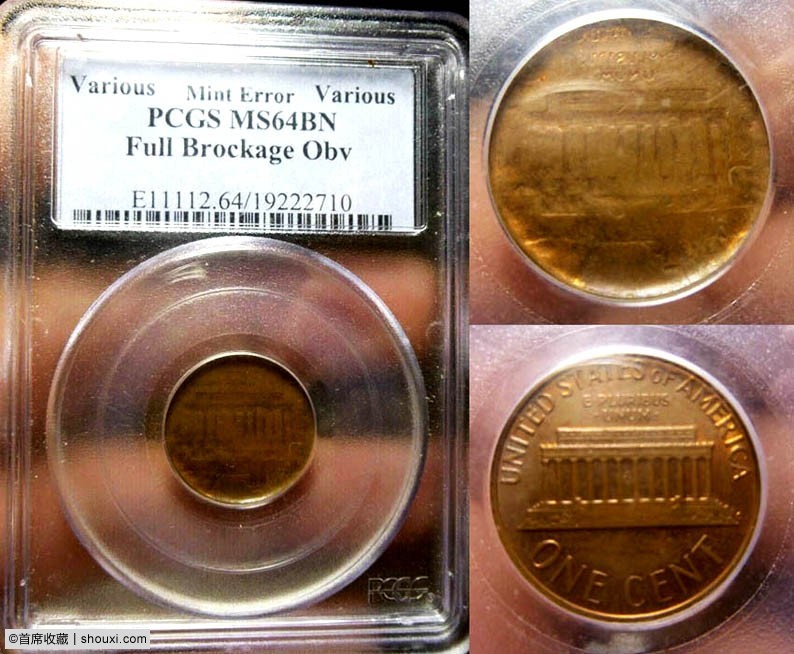 Various Mint Error Various
PCGS MS64BN
Full Brockage Obv
E11112.64/19222710
PCGS
UNITED STATES OF AMERICA
E PLURIBUS
UNUM
ONE CENT
©首席收藏 | shouxi.com